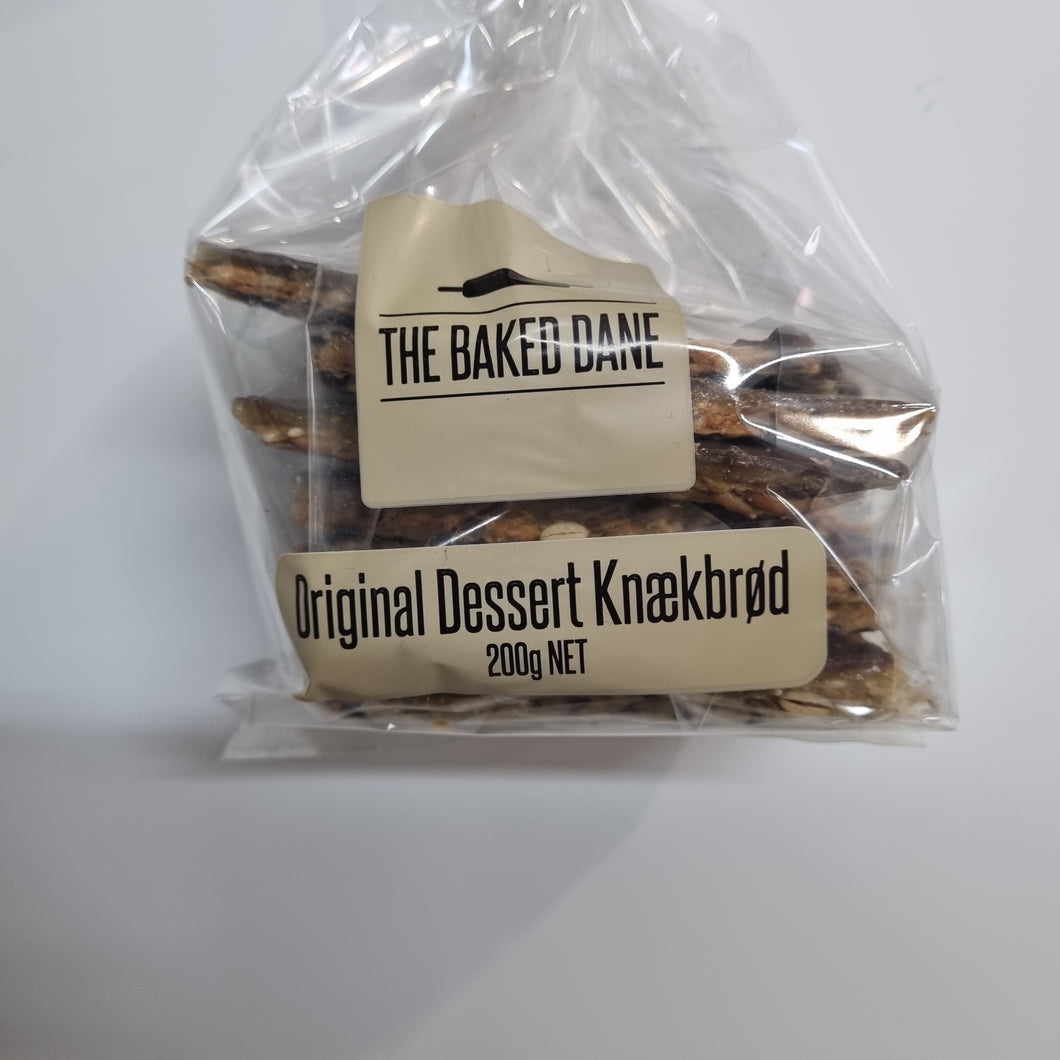 THE BAKED DANE
Original Dessert Knækbrød
200g NET